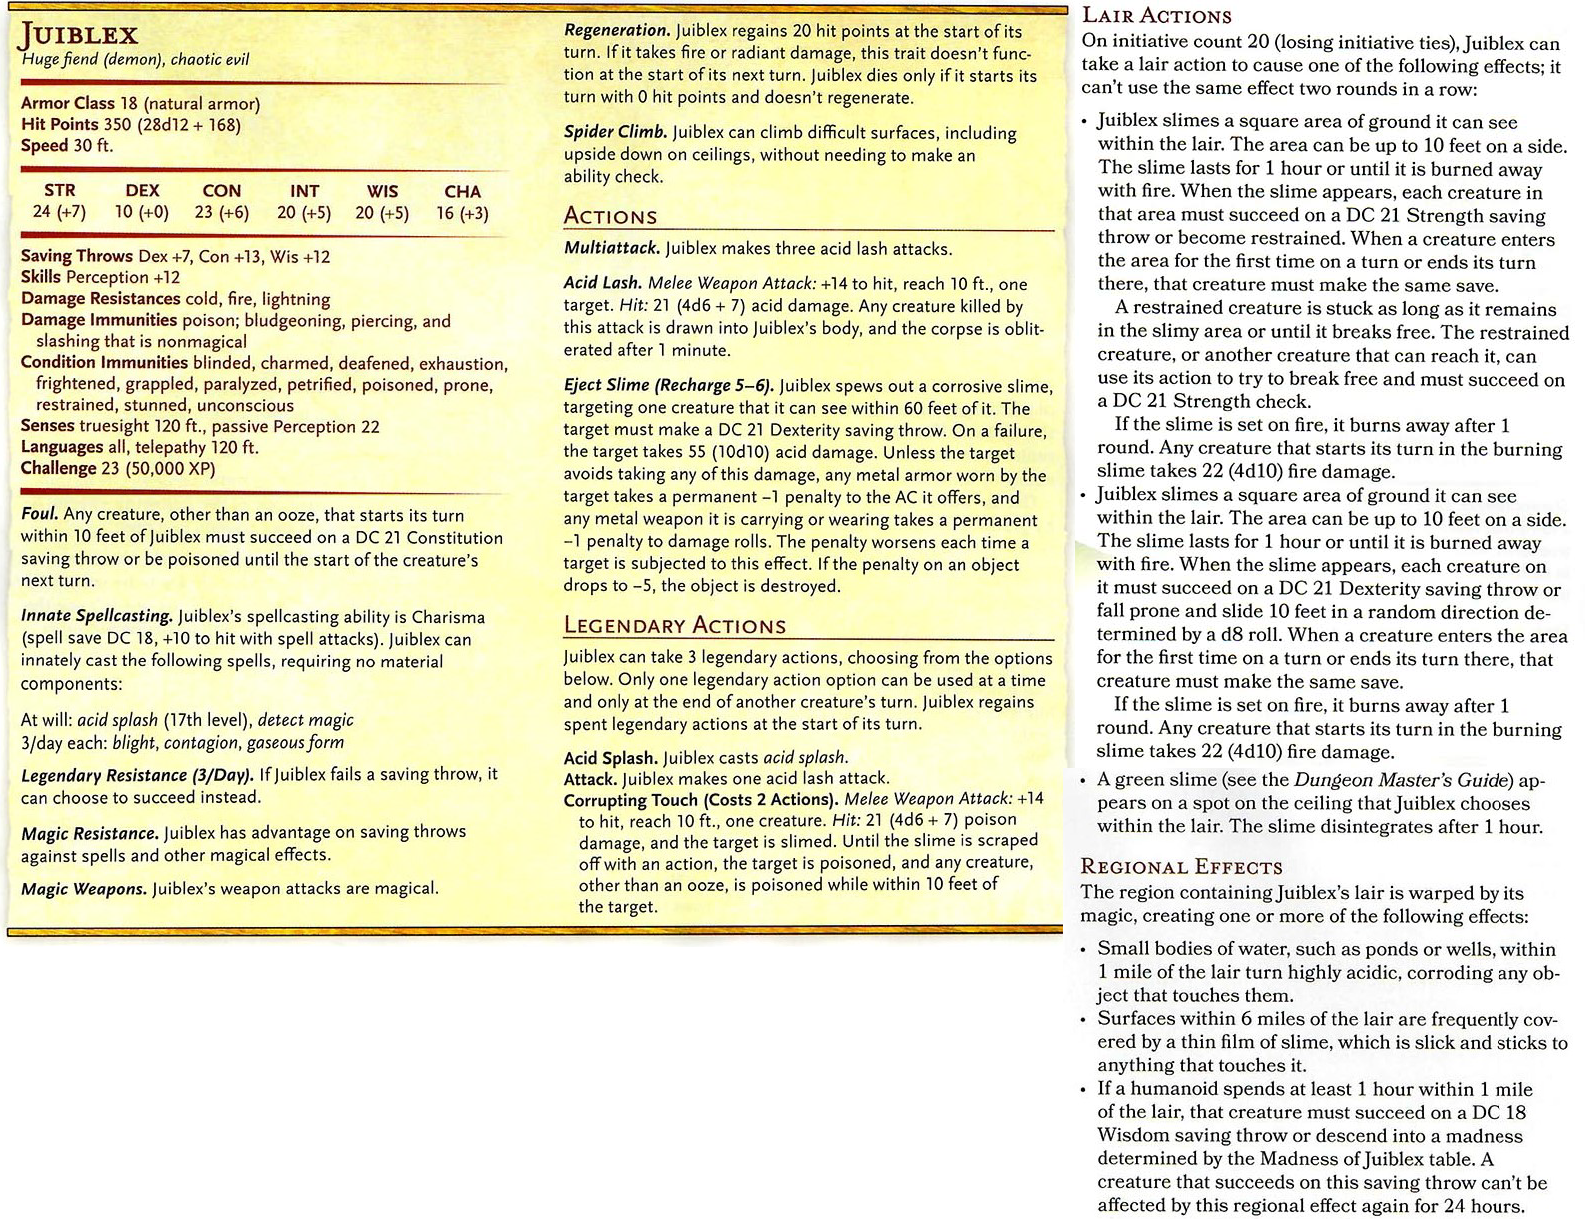 JUIBLEX
Huge fiend (demon), chaotic evil
Armor Class 18 (natural armor)
Hit Points 350 (28d12 + 168)
Speed 30 ft.
STR DEX CON INT WIS CHA
24 (+7) 10 (+0) 23 (+6) 20 (+5) 20 (+5) 16 (+3)
Saving Throws Dex +7, Con +13, Wis +12
Skills Perception +12
Damage Resistances cold, fire, lightning
Damage Immunities poison; bludgeoning, piercing, and
slashing that is nonmagical
Condition Immunities blinded, charmed, deafened, exhaustion,
frightened, grappled, paralyzed, petrified, poisoned, prone,
restrained, stunned, unconscious
Senses truesight 120 ft., passive Perception 22
Languages all, telepathy 120 ft.
Challenge 23 (50,000 XP)
Foul. Any creature, other than an ooze, that starts its turn
within 10 feet of Juiblex must succeed on a DC 21 Constitution
saving throw or be poisoned until the start of the creature's
next turn.
Innate Spellcasting. Juiblex's spellcasting ability is Charisma
(spell save DC 18, +10 to hit with spell attacks). Juiblex can
innately cast the following spells, requiring no material
components:
At will: acid splash (17th level), detect magic
3/day each: blight, contagion, gaseous form
Legendary Resistance (3/Day). If Juiblex fails a saving throw, it
can choose to succeed instead.
Magic Resistance. Juiblex has advantage on saving throws
against spells and other magical effects.
Magic Weapons. Juiblex's weapon attacks are magical.
Regeneration. Juiblex regains 20 hit points at the start of its
turn. If it takes fire or radiant damage, this trait doesn't func-
tion at the start of its next turn. Juiblex dies only if it starts its
turn with 0 hit points and doesn't regenerate.
Spider Climb. Juiblex can climb difficult surfaces, including
upside down on ceilings, without needing to make an
ability check.
ACTIONS
Multiattack. Juiblex makes three acid lash attacks.
Acid Lash. Melee Weapon Attack: +14 to hit, reach 10 ft., one
target. Hit: 21 (4d6 + 7) acid damage. Any creature killed by
this attack is drawn into Juiblex's body, and the corpse is oblit-
erated after 1 minute.
Eject Slime (Recharge 5–6). Juiblex spews out a corrosive slime,
targeting one creature that it can see within 60 feet of it. The
target must make a DC 21 Dexterity saving throw. On a failure,
the target takes 55 (10d10) acid damage. Unless the target
avoids taking any of this damage, any metal armor worn by the
target takes a permanent –1 penalty to the AC it offers, and
any metal weapon it is carrying or wearing takes a permanent
–1 penalty to damage rolls. The penalty worsens each time a
target is subjected to this effect. If the penalty on an object
drops to –5, the object is destroyed.
LEGENDARY ACTIONS
Juiblex can take 3 legendary actions, choosing from the options
below. Only one legendary action option can be used at a time
and only at the end of another creature's turn. Juiblex regains
spent legendary actions at the start of its turn.
Acid Splash. Juiblex casts acid splash.
Attack. Juiblex makes one acid lash attack.
Corrupting Touch (Costs 2 Actions). Melee Weapon Attack: +14
to hit, reach 10 ft., one creature. Hit: 21 (4d6 + 7) poison
damage, and the target is slimed. Until the slime is scraped
off with an action, the target is poisoned, and any creature,
other than an ooze, is poisoned while within 10 feet of
the target.
LAIR ACTIONS
On initiative count 20 (losing initiative ties), Juiblex can
take a lair action to cause one of the following effects; it
can't use the same effect two rounds in a row:
• Juiblex slimes a square area of ground it can see
within the lair. The area can be up to 10 feet on a side.
The slime lasts for 1 hour or until it is burned away
with fire. When the slime appears, each creature in
that area must succeed on a DC 21 Strength saving
throw or become restrained. When a creature enters
the area for the first time on a turn or ends its turn
there, that creature must make the same save.
A restrained creature is stuck as long as it remains
in the slimy area or until it breaks free. The restrained
creature, or another creature that can reach it, can
use its action to try to break free and must succeed on
a DC 21 Strength check.
If the slime is set on fire, it burns away after 1
round. Any creature that starts its turn in the burning
slime takes 22 (4d10) fire damage.
• Juiblex slimes a square area of ground it can see
within the lair. The area can be up to 10 feet on a side.
The slime lasts for 1 hour or until it is burned away
with fire. When the slime appears, each creature on
it must succeed on a DC 21 Dexterity saving throw or
fall prone and slide 10 feet in a random direction de-
termined by a d8 roll. When a creature enters the area
for the first time on a turn or ends its turn there, that
creature must make the same save.
If the slime is set on fire, it burns away after 1
round. Any creature that starts its turn in the burning
slime takes 22 (4d10) fire damage.
• A green slime (see the Dungeon Master's Guide) ap-
pears on a spot on the ceiling that Juiblex chooses
within the lair. The slime disintegrates after 1 hour.
REGIONAL EFFECTS
The region containing Juiblex's lair is warped by its
magic, creating one or more of the following effects:
• Small bodies of water, such as ponds or wells, within
1 mile of the lair turn highly acidic, corroding any ob-
ject that touches them.
• Surfaces within 6 miles of the lair are frequently cov-
ered by a thin film of slime, which is slick and sticks to
anything that touches it.
• If a humanoid spends at least 1 hour within 1 mile
of the lair, that creature must succeed on a DC 18
Wisdom saving throw or descend into a madness
determined by the Madness of Juiblex table. A
creature that succeeds on this saving throw can't be
affected by this regional effect again for 24 hours.